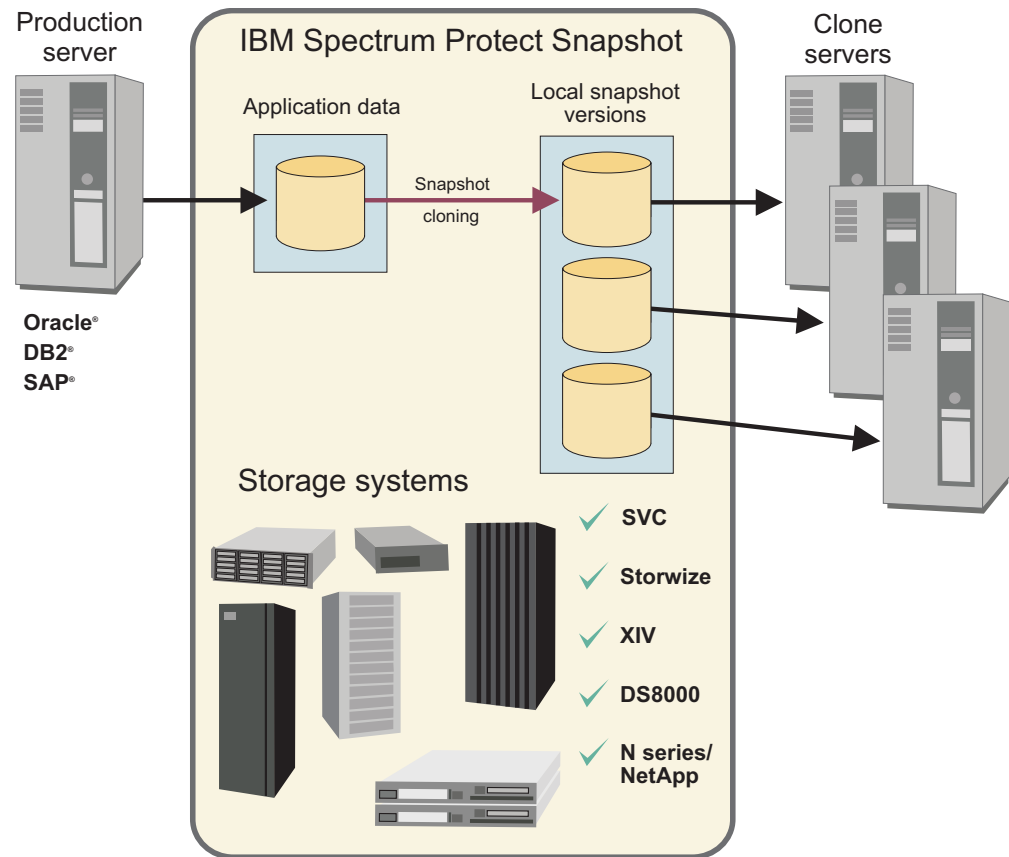 Production
server
IBM Spectrum Protect Snapshot
Clone
servers
Application data
Local snapshot
versions
Snapshot
cloning
Oracle®
DB2®
SAP®
Storage systems
SVC
Storwize
XIV
DS8000
N series/
NetApp